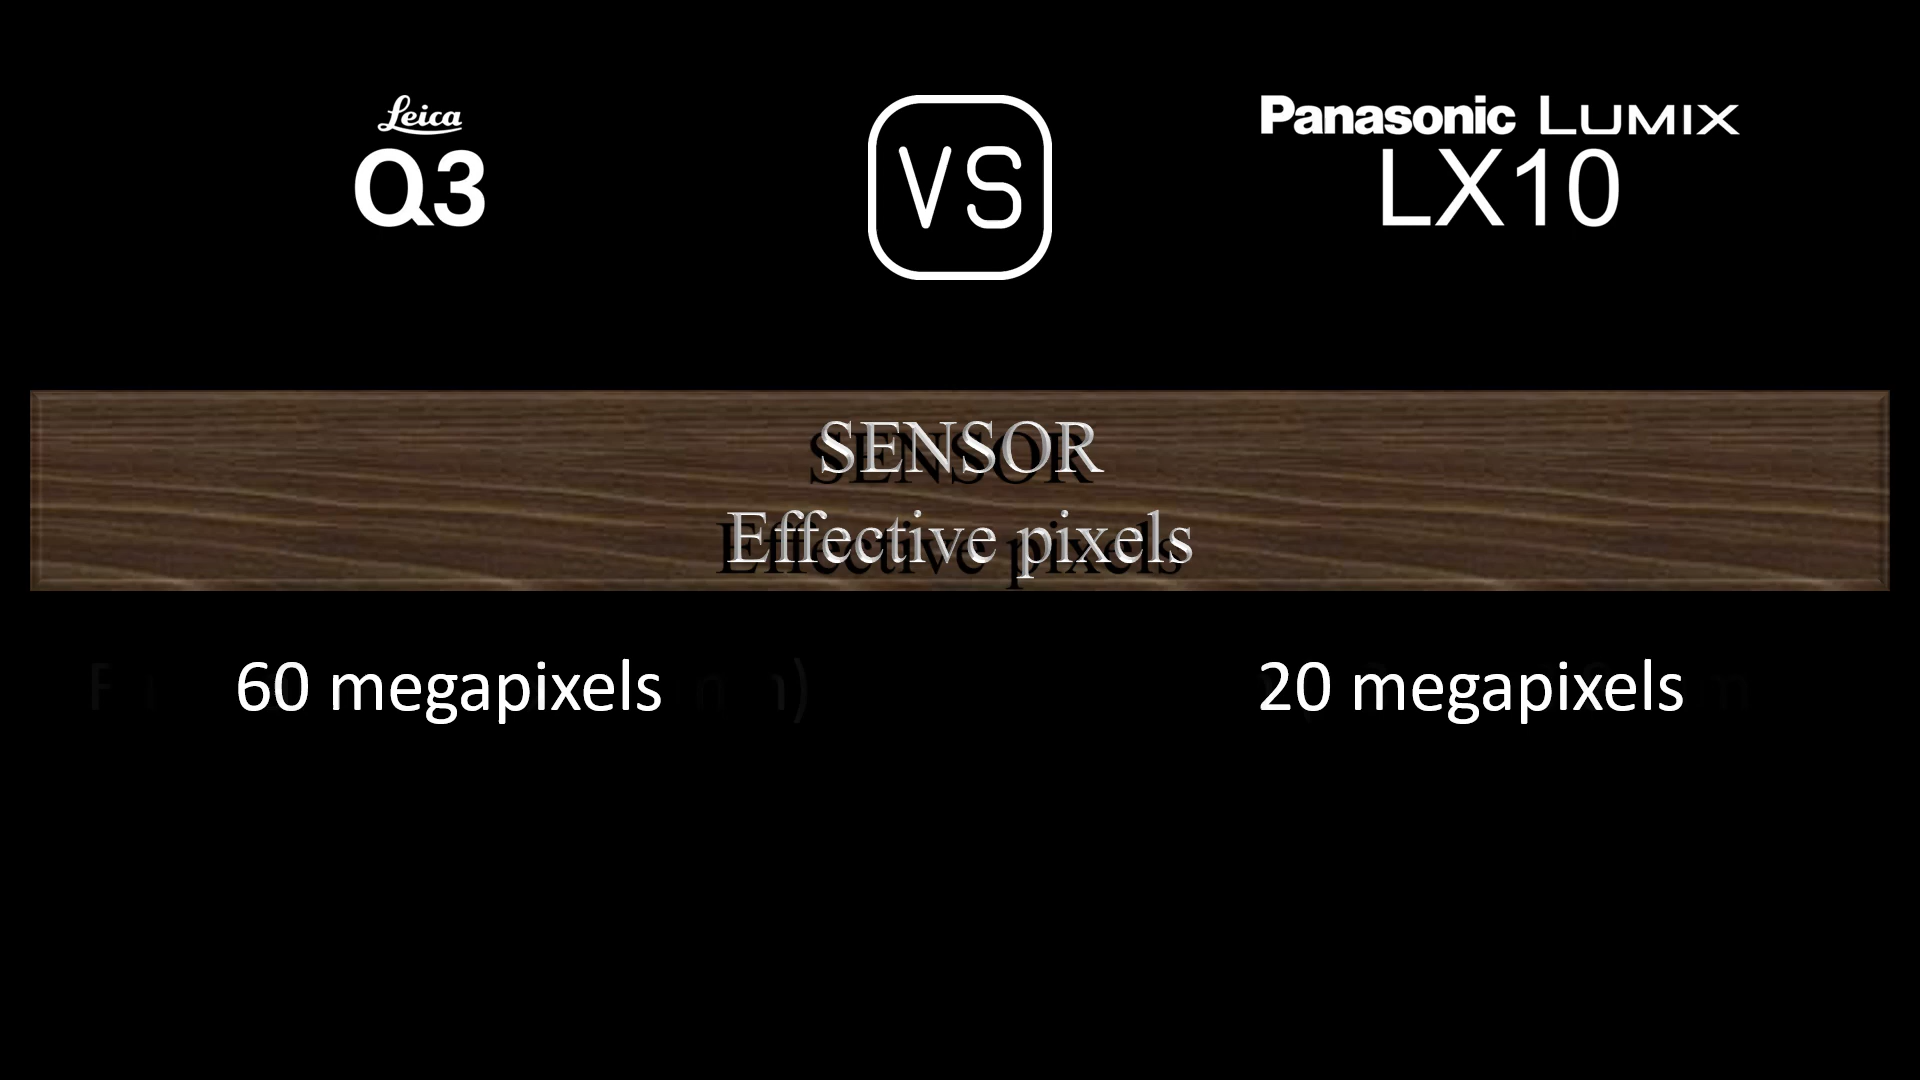 Leica
Q3
VS
Panasonic LUMIX
LX10
SENSOR
Effective pixels
60 megapixels
20 megapixels